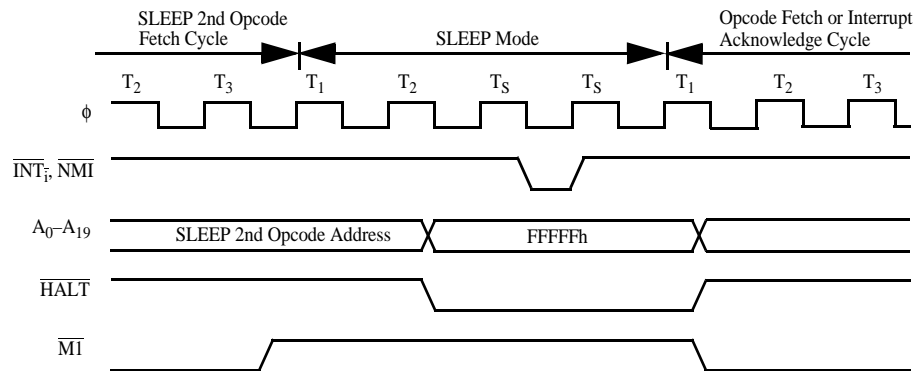 SLEEP 2nd Opcode
Fetch Cycle
SLEEP Mode
Opcode Fetch or Interrupt
Acknowledge Cycle
T2 T3 T1 T2 TS TS T1 T2 T3
ϕ
INTi, NMI
A0–A19
SLEEP 2nd Opcode Address
FFFFFh
HALT
M1